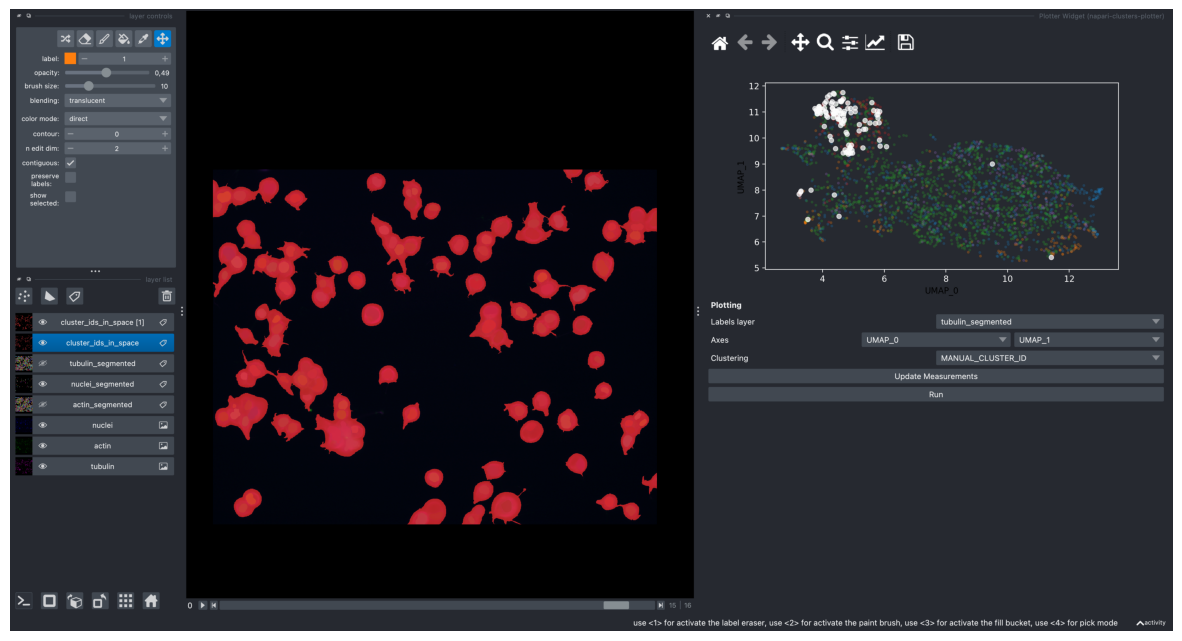 layer controls
label: 1
opacity: 0,49
brush size: 10
blending: translucent
color mode: direct
contour: 0
n edit dim: 2
contiguous:
preserve
labels:
show
selected:
layer list
cluster_ids_in_space [1]
cluster_ids_in_space
tubulin_segmented
nuclei_segmented
actin_segmented
nuclei
actin
tubulin
0
15 | 16
Plotter Widget (napari-clusters-plotter)
12
11
10
9
8
7
6
5
UMAP_1
4 6 8 10 12
UMAP_0
Plotting
Labels layer tubulin_segmented
Axes UMAP_0 UMAP_1
Clustering MANUAL_CLUSTER_ID
Update Measurements
Run
use <1> for activate the label eraser, use <2> for activate the paint brush, use <3> for activate the fill bucket, use <4> for pick mode
activity